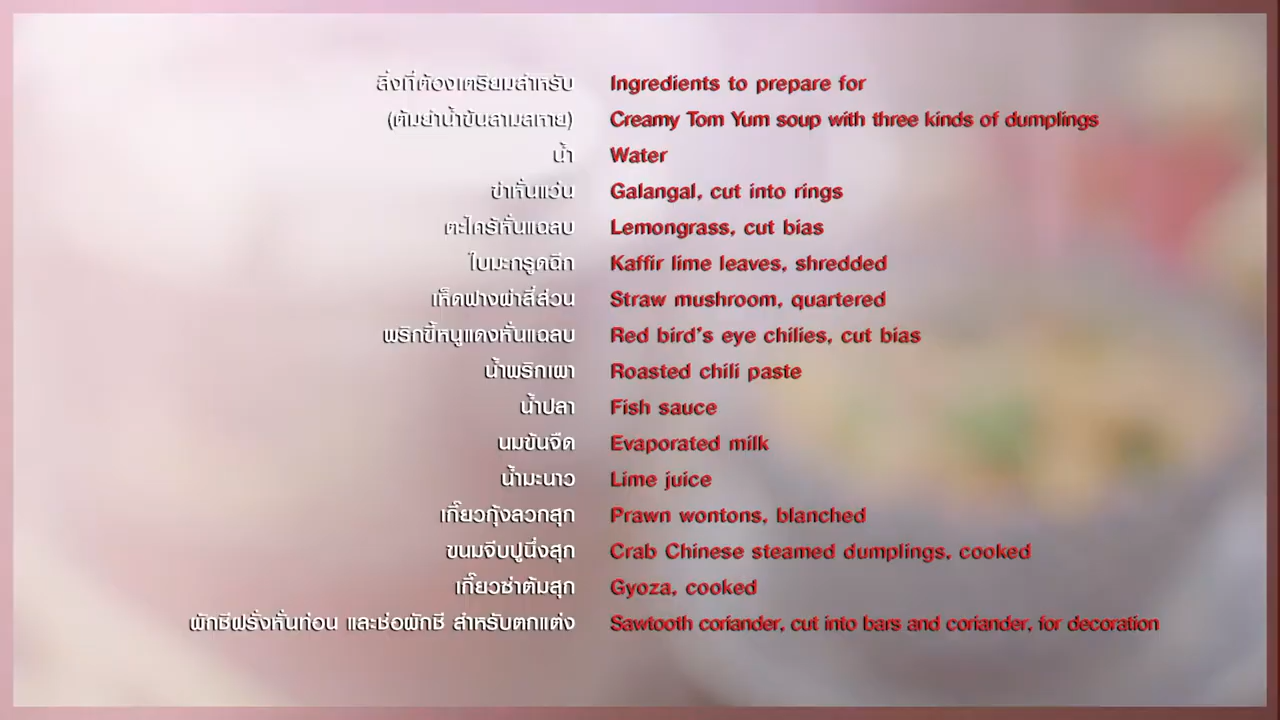 สิ่งที่ต้องเตรียมสำหรับ Ingredients to prepare for
(ต้มยำน้ำข้นสามสหาย) Creamy Tom Yum soup with three kinds of dumplings
น้ำ Water
ข่าหั่นแว่น Galangal, cut into rings
ตะไคร้หั่นแฉลบ Lemongrass, cut bias
ใบมะกรูดฉีก Kaffir lime leaves, shredded
เห็ดฟางผ่าสี่ส่วน Straw mushroom, quartered
พริกขี้หนูแดงหั่นแฉลบ Red bird's eye chilies, cut bias
น้ำพริกเผา Roasted chili paste
น้ำปลา Fish sauce
นมข้นจืด Evaporated milk
น้ำมะนาว Lime juice
เกี๊ยวกุ้งลวกสุก Prawn wontons, blanched
ขนมจีบปูนึ่งสุก Crab Chinese steamed dumplings, cooked
เกี๊ยวซ่าต้มสุก Gyoza, cooked
ผักชีฝรั่งหั่นท่อน และช่อผักชี สำหรับตกแต่ง Sawtooth coriander, cut into bars and coriander, for decoration